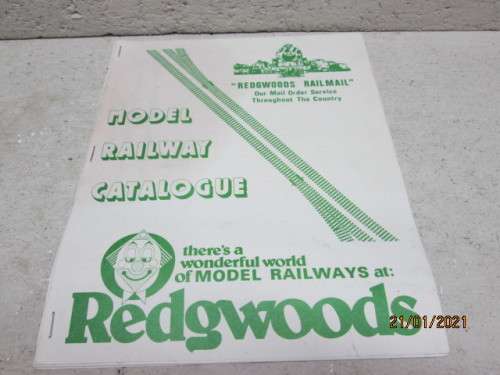 "REDGWOODS RAILMAIL"
Our Mail Order Service
Throughout The Country
MODEL
RAILWAY
CATALOGUE
there's a
wonderful world
of MODEL RAILWAYS at:
Redgwoods
21/01/2021